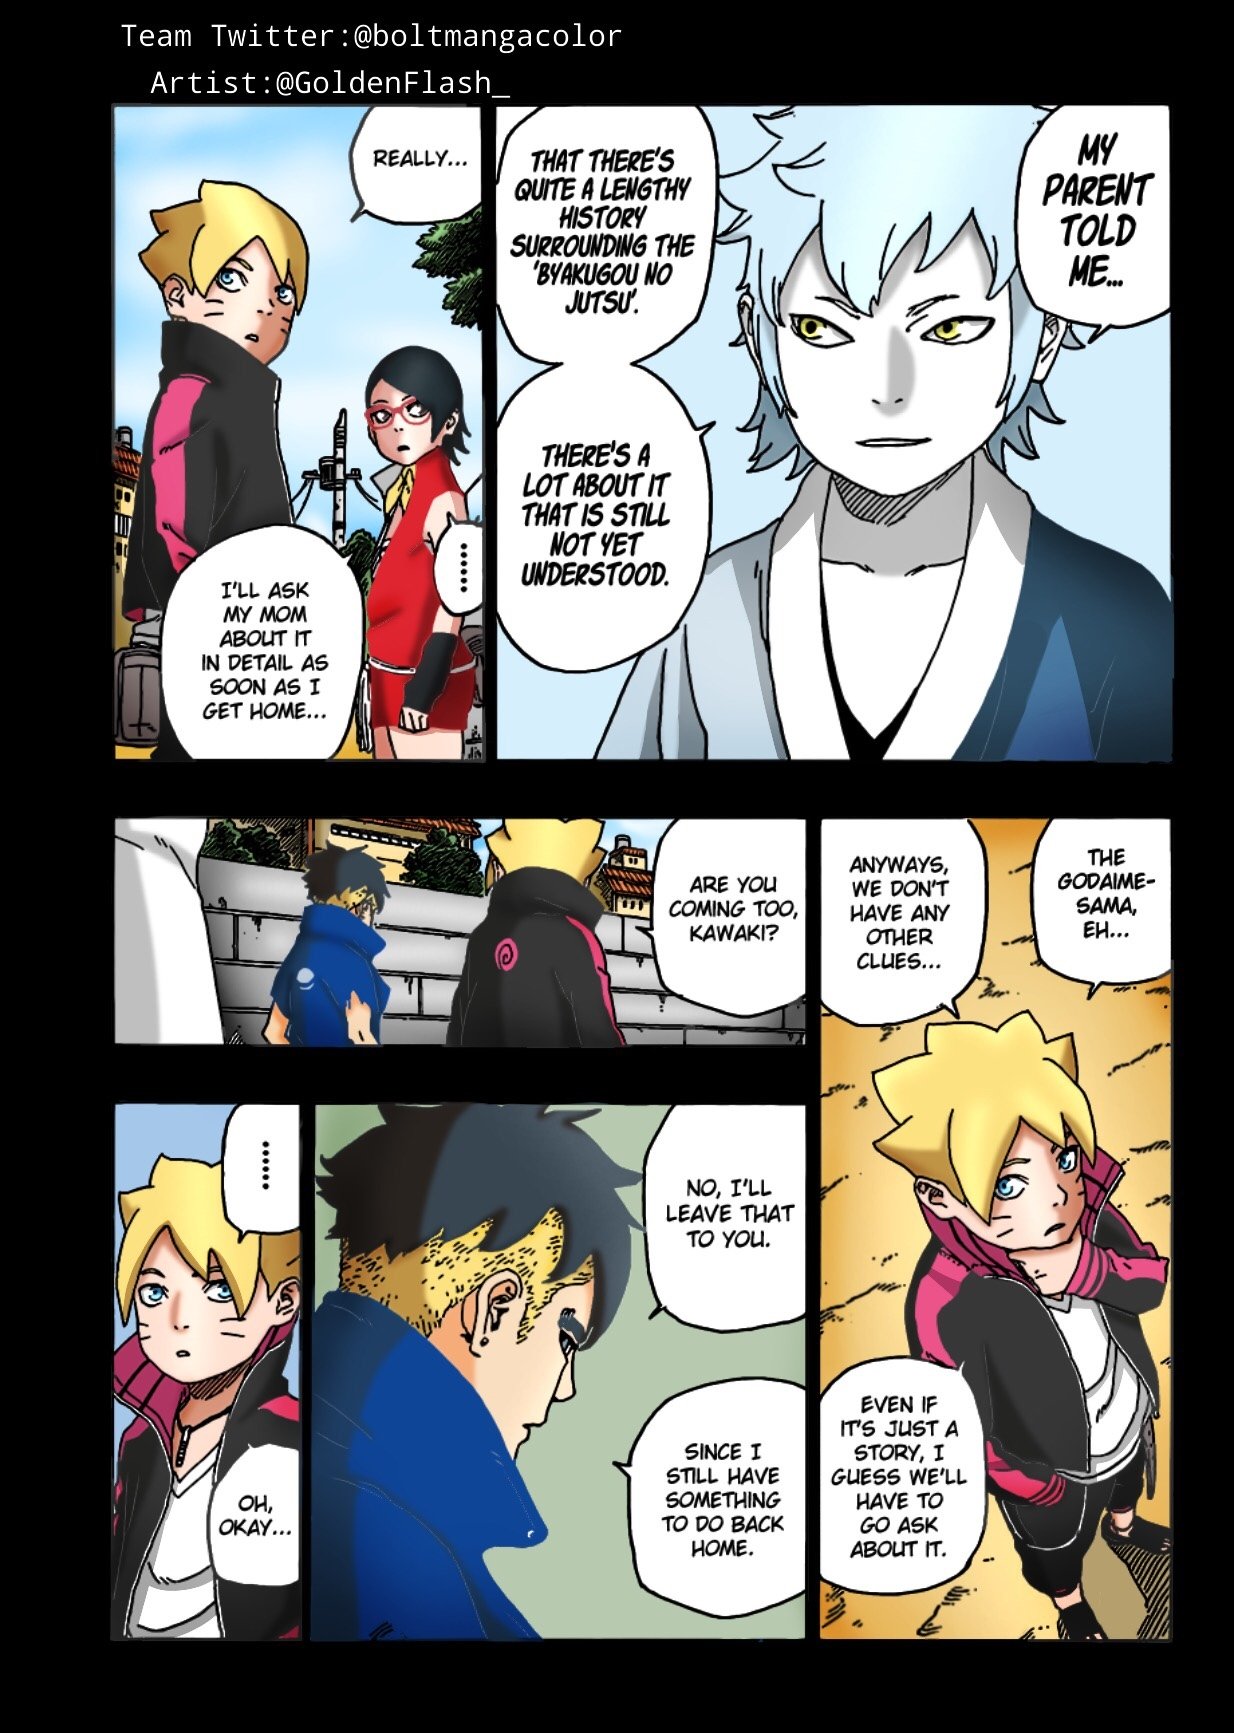 Team Twitter:@boltmangacolor
Artist:@GoldenFlash_
MY
PARENT
TOLD
ME...
THAT THERE'S
QUITE A LENGTHY
HISTORY
SURROUNDING THE
'BYAKUGOU NO
JUTSU'.
THERE'S A
LOT ABOUT IT
THAT IS STILL
NOT YET
UNDERSTOOD.
REALLY...
.......
I'LL ASK
MY MOM
ABOUT IT
IN DETAIL AS
SOON AS I
GET HOME...
THE
GODAIME-
SAMA,
EH...
ANYWAYS,
WE DON'T
HAVE ANY
OTHER
CLUES...
EVEN IF
IT'S JUST A
STORY, I
GUESS WE'LL
HAVE TO
GO ASK
ABOUT IT.
ARE YOU
COMING TOO,
KAWAKI?
NO, I'LL
LEAVE THAT
TO YOU.
SINCE I
STILL HAVE
SOMETHING
TO DO BACK
HOME.
.......
OH,
OKAY...